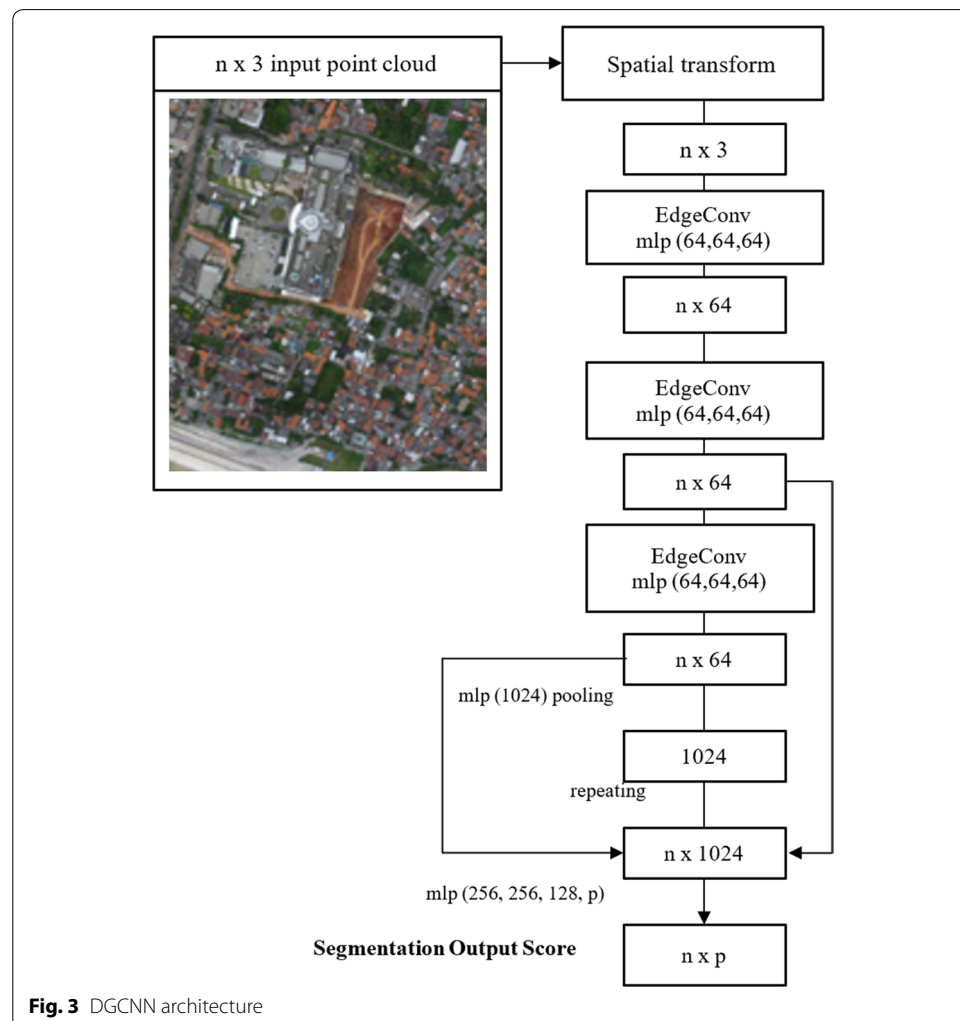 n x 3 input point cloud
Spatial transform
n x 3
EdgeConv
mlp (64,64,64)
n x 64
EdgeConv
mlp (64,64,64)
n x 64
EdgeConv
mlp (64,64,64)
n x 64
mlp (1024) pooling
1024
repeating
n x 1024
mlp (256, 256, 128, p)
Segmentation Output Score
n x p
Fig. 3 DGCNN architecture